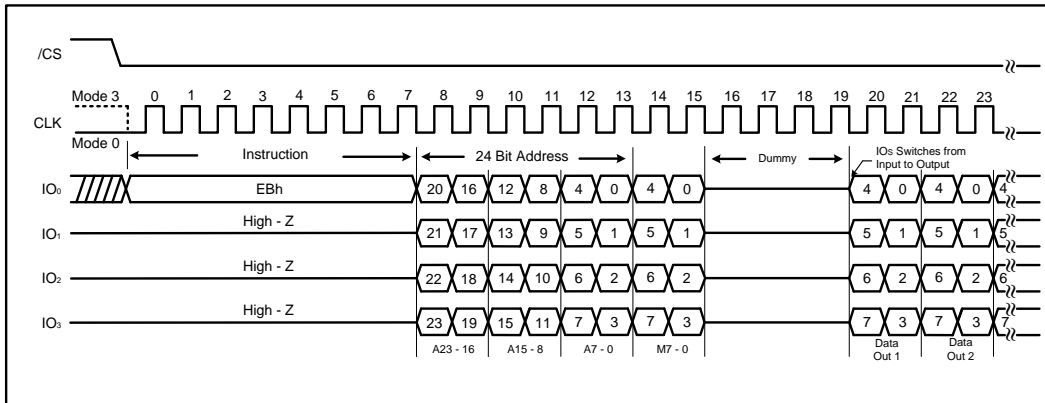 /CS
Mode 3 0 1 2 3 4 5 6 7 8 9 10 11 12 13 14 15 16 17 18 19 20 21 22 23
CLK
Mode 0
Instruction 24 Bit Address Dummy IOs Switches from
Input to Output
IO₀ EBh 20 16 12 8 4 0 4 0 4 0 4 0 4
High - Z
IO₁ 21 17 13 9 5 1 5 1 5 1 5 1 5
High - Z
IO₂ 22 18 14 10 6 2 6 2 6 2 6 2 6
High - Z
IO₃ 23 19 15 11 7 3 7 3 7 3 7 3 7
A23 - 16 A15 - 8 A7 - 0 M7 - 0 Data Data
Out 1 Out 2